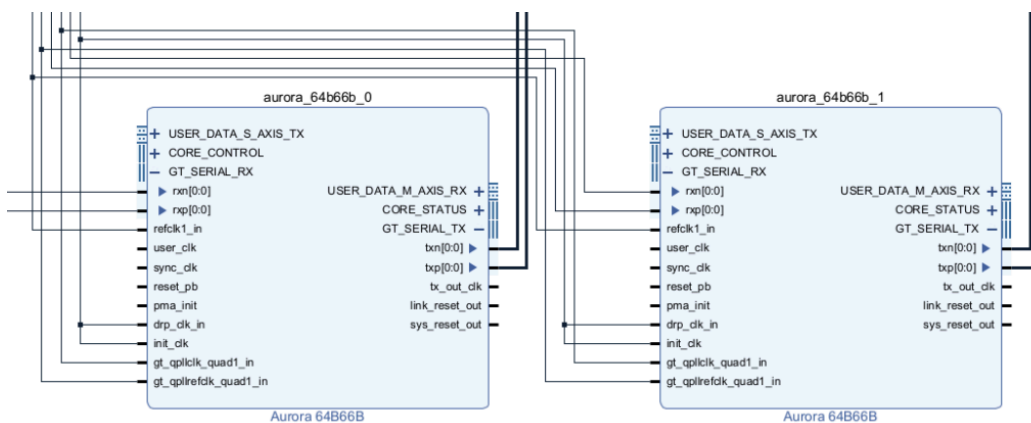 aurora_64b66b_0
USER_DATA_S_AXIS_TX
CORE_CONTROL
GT_SERIAL_RX
rxn[0:0]
rxp[0:0]
refclk1_in
user_clk
sync_clk
reset_pb
pma_init
drp_clk_in
init_clk
gt_qpllclk_quad1_in
gt_qpllrefclk_quad1_in
USER_DATA_M_AXIS_RX
CORE_STATUS
GT_SERIAL_TX
txn[0:0]
txp[0:0]
tx_out_clk
link_reset_out
sys_reset_out
Aurora 64B66B
aurora_64b66b_1
USER_DATA_S_AXIS_TX
CORE_CONTROL
GT_SERIAL_RX
rxn[0:0]
rxp[0:0]
refclk1_in
user_clk
sync_clk
reset_pb
pma_init
drp_clk_in
init_clk
gt_qpllclk_quad1_in
gt_qpllrefclk_quad1_in
USER_DATA_M_AXIS_RX
CORE_STATUS
GT_SERIAL_TX
txn[0:0]
txp[0:0]
tx_out_clk
link_reset_out
sys_reset_out
Aurora 64B66B